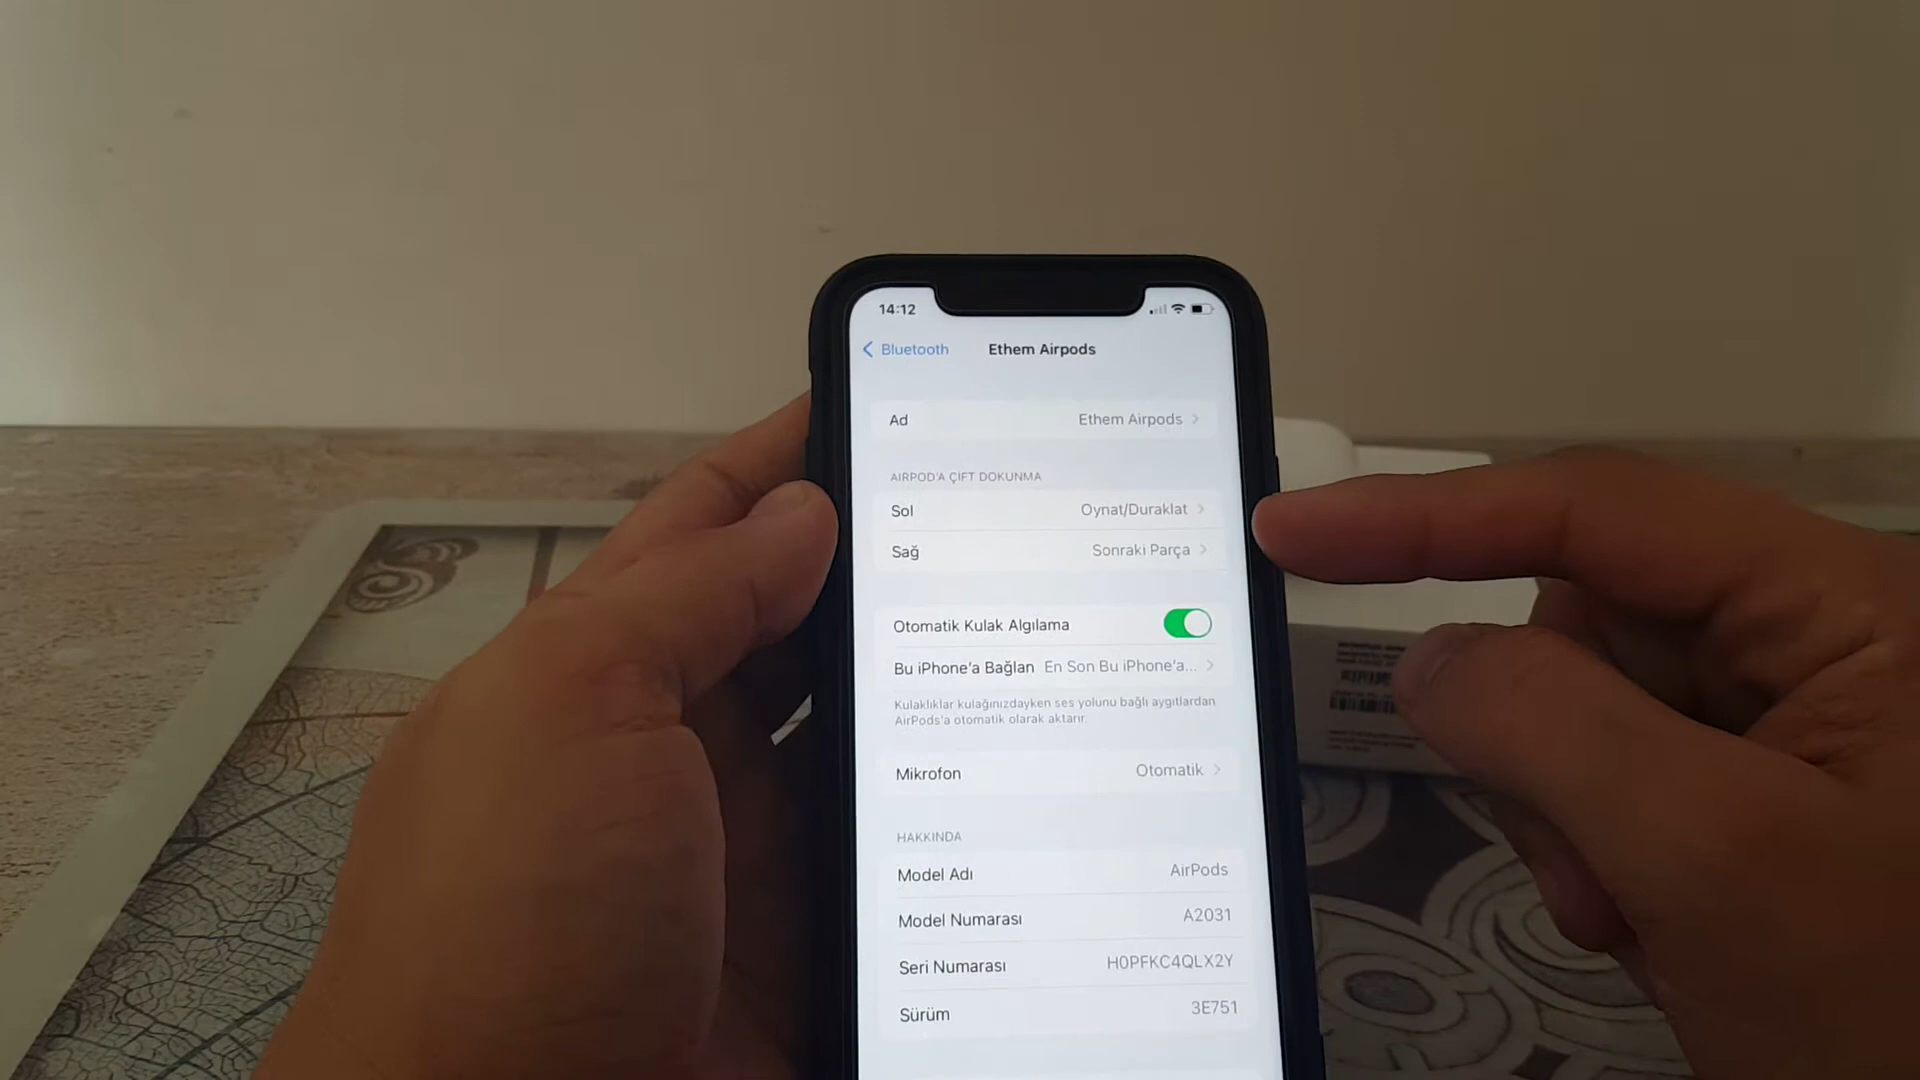 14:12
Bluetooth Ethem Airpods
Ad Ethem Airpods
AIRPOD'A ÇİFT DOKUNMA
Sol Oynat/Duraklat
Sağ Sonraki Parça
Otomatik Kulak Algılama
Bu iPhone'a Bağlan En Son Bu iPhone'a...
Kulaklıklar kulağınızdayken ses yolunu bağlı aygıtlardan
AirPods'a otomatik olarak aktarır.
Mikrofon Otomatik
HAKKINDA
Model Adı AirPods
Model Numarası A2031
Seri Numarası H0PFKC4QLX2Y
Sürüm 3E751